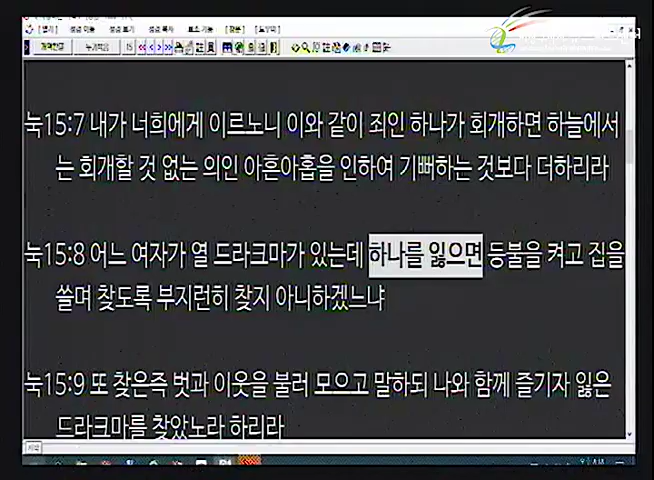 개역한글
눅15:7 내가 너희에게 이르노니 이와 같이 죄인 하나가 회개하면 하늘에서
는 회개할 것 없는 의인 아흔아홉을 인하여 기뻐하는 것보다 더하리라
눅15:8 어느 여자가 열 드라크마가 있는데 하나를 잃으면 등불을 켜고 집을
쓸며 찾도록 부지런히 찾지 아니하겠느냐
눅15:9 또 찾은즉 벗과 이웃을 불러 모으고 말하되 나와 함께 즐기자 잃은
드라크마를 찾았노라 하리라